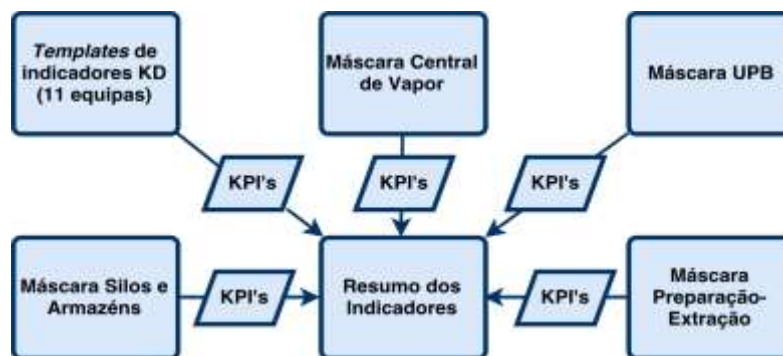 Templates de
indicadores KD
(11 equipas)
Máscara Central
de Vapor
Máscara UPB
KPI's
KPI's
KPI's
Máscara Silos e
Armazéns
KPI's
Resumo dos
Indicadores
KPI's
Máscara
Preparação-
Extração